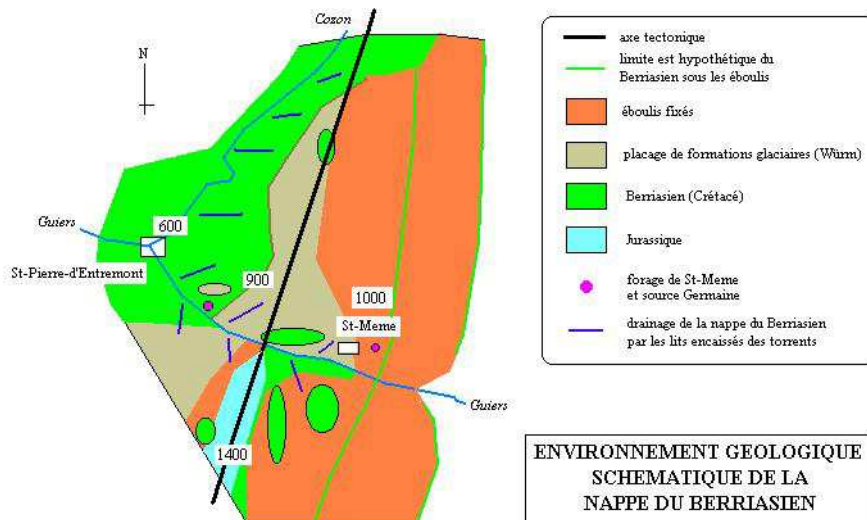 Cozon
N
Guiers
600
St-Pierre-d'Entremont
900
1000
St-Meme
Guiers
1400
axe tectonique
limite est hypothétique du
Berriasien sous les éboulis
éboulis fixés
placage de formations glaciaires (Würm)
Berriasien (Crétacé)
Jurassique
forage de St-Meme
et source Germaine
drainage de la nappe du Berriasien
par les lits encaissés des torrents
ENVIRONNEMENT GEOLOGIQUE
SCHEMATIQUE DE LA
NAPPE DU BERRIASIEN